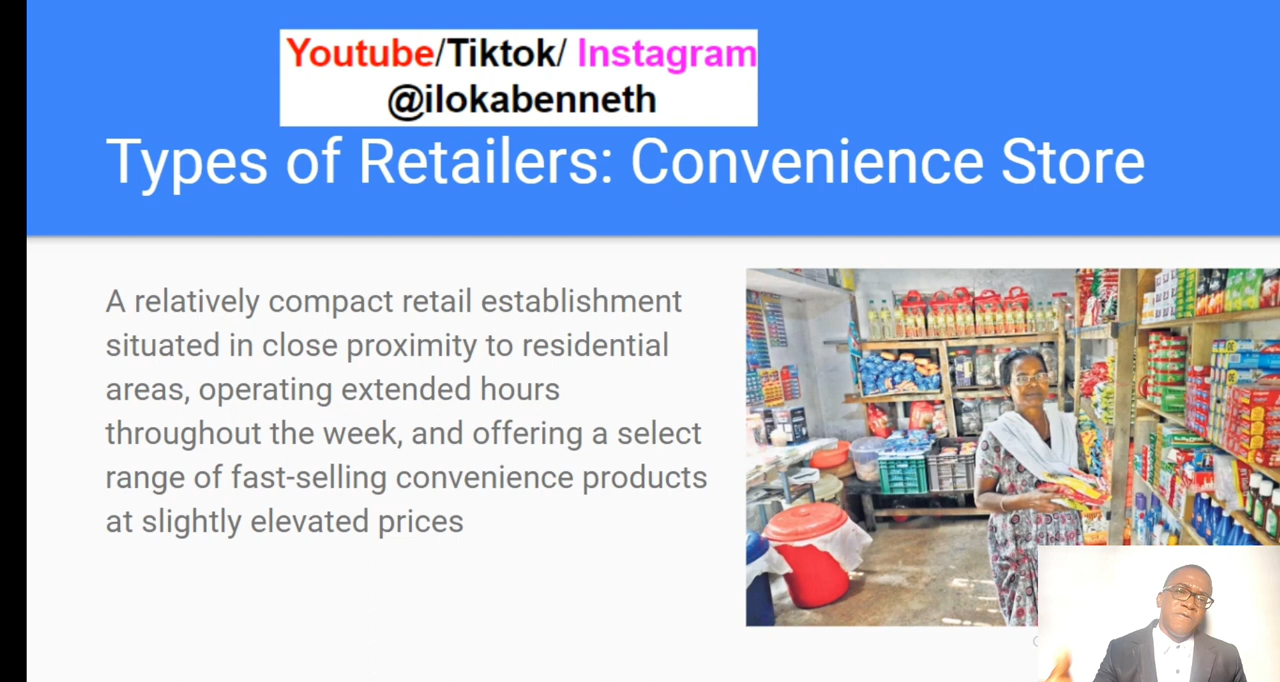 Youtube/Tiktok/ Instagram
@ilokabenneth
Types of Retailers: Convenience Store
A relatively compact retail establishment
situated in close proximity to residential
areas, operating extended hours
throughout the week, and offering a select
range of fast-selling convenience products
at slightly elevated prices